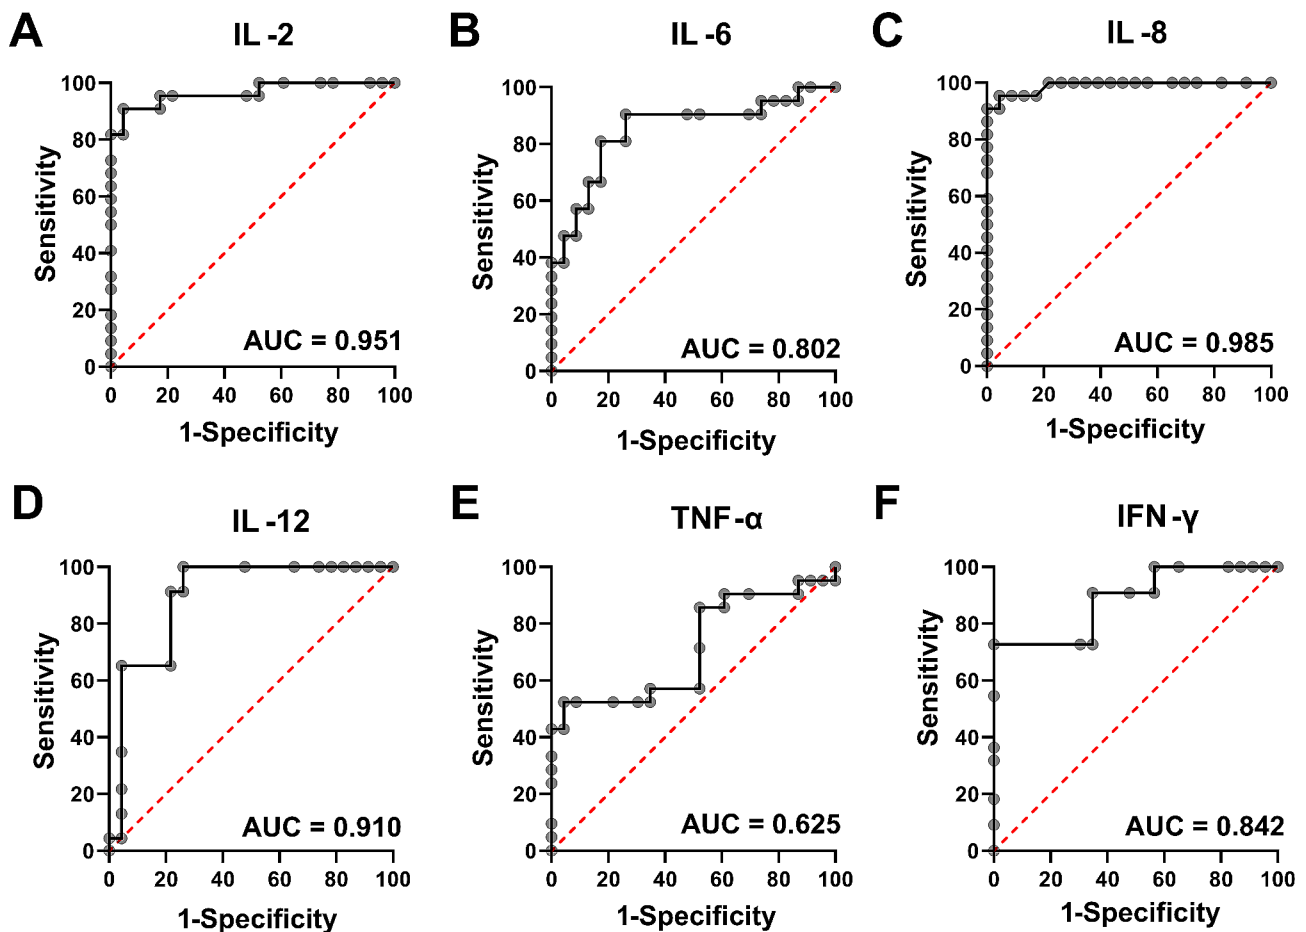 A
IL -2
100
80
60
40
20
0
Sensitivity
AUC = 0.951
0 20 40 60 80 100
1-Specificity
B
IL -6
100
80
60
40
20
0
Sensitivity
AUC = 0.802
0 20 40 60 80 100
1-Specificity
C
IL -8
100
80
60
40
20
0
Sensitivity
AUC = 0.985
0 20 40 60 80 100
1-Specificity
D
IL -12
100
80
60
40
20
0
Sensitivity
AUC = 0.910
0 20 40 60 80 100
1-Specificity
E
TNF-α
100
80
60
40
20
0
Sensitivity
AUC = 0.625
0 20 40 60 80 100
1-Specificity
F
IFN -γ
100
80
60
40
20
0
Sensitivity
AUC = 0.842
0 20 40 60 80 100
1-Specificity